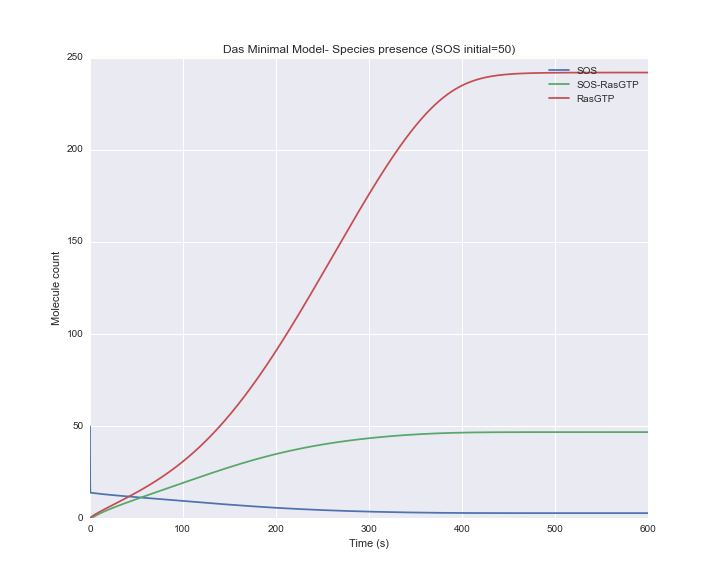 Das Minimal Model- Species presence (SOS initial=50)
250
200
150
100
50
0
Molecule count
SOS
SOS-RasGTP
RasGTP
0 100 200 300 400 500 600
Time (s)